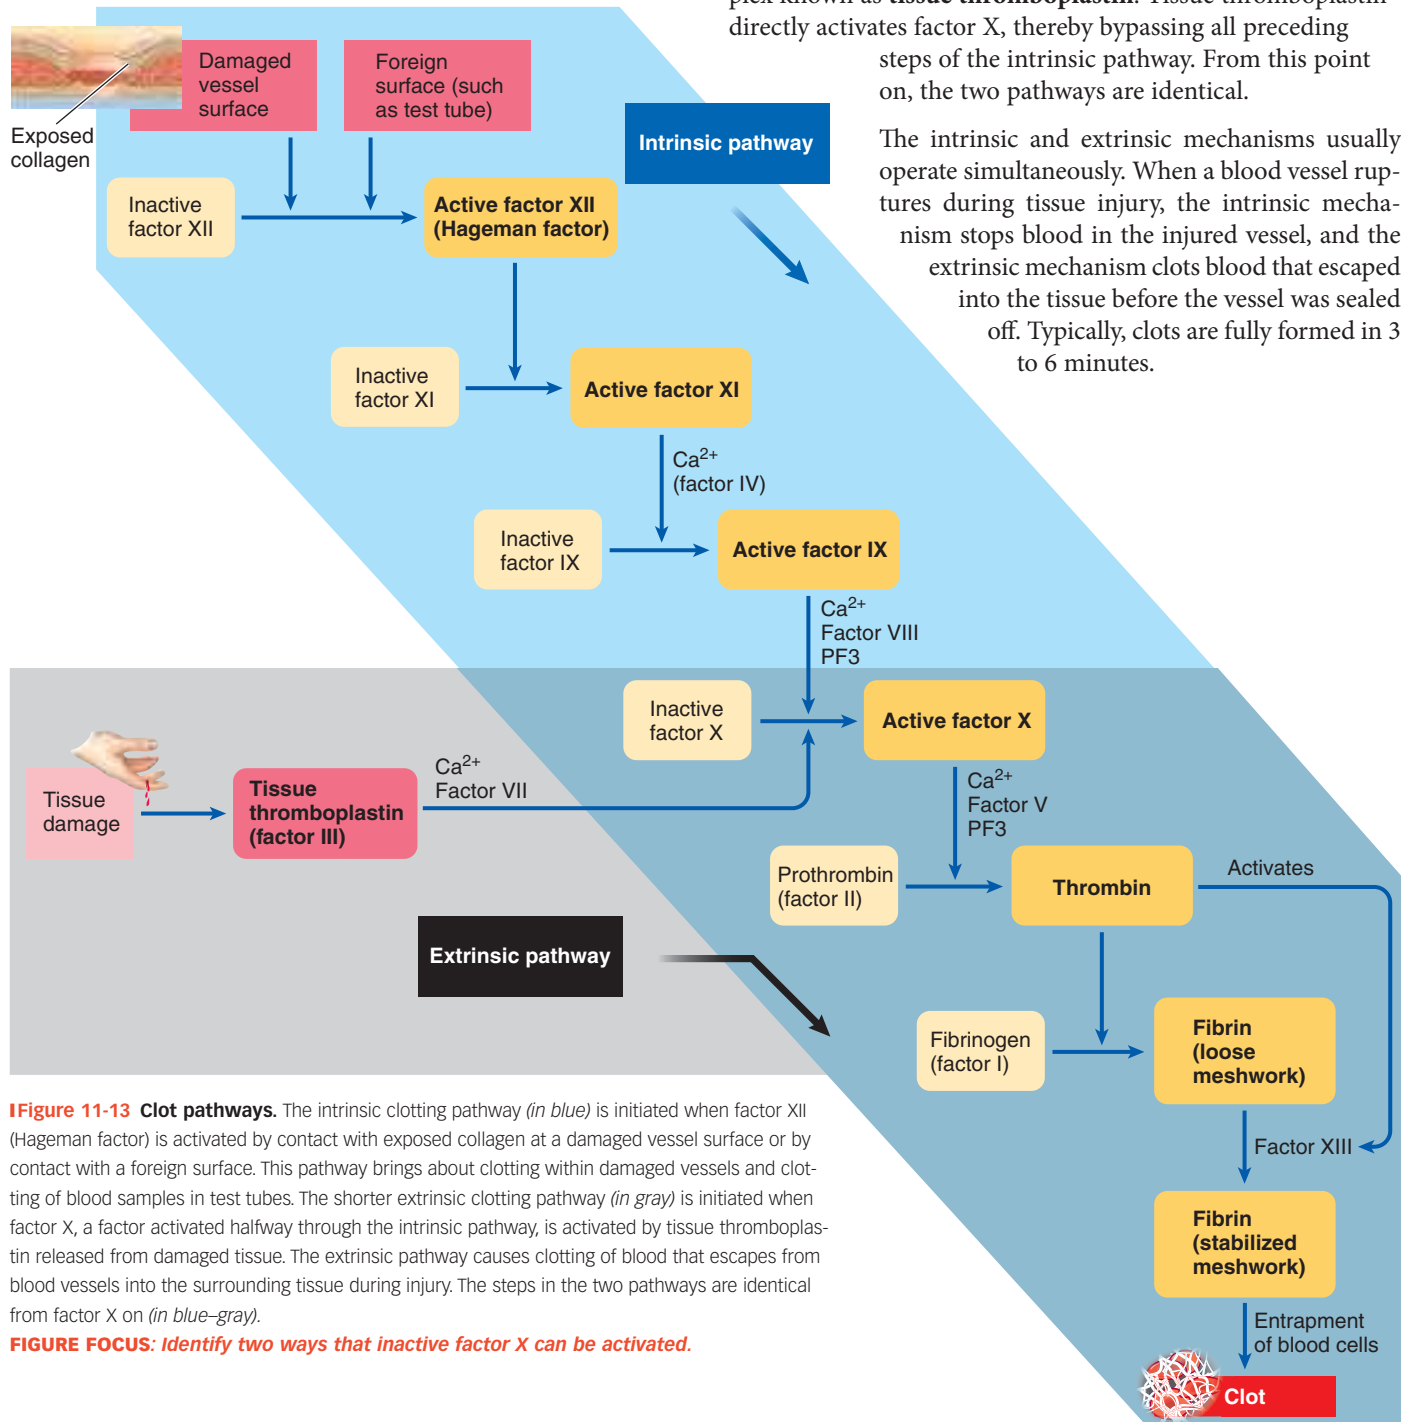 plex known as tissue thromboplastin. Tissue thromboplastin
directly activates factor X, thereby bypassing all preceding
steps of the intrinsic pathway. From this point
on, the two pathways are identical.
The intrinsic and extrinsic mechanisms usually
operate simultaneously. When a blood vessel rup-
tures during tissue injury, the intrinsic mecha-
nism stops blood in the injured vessel, and the
extrinsic mechanism clots blood that escaped
into the tissue before the vessel was sealed
off. Typically, clots are fully formed in 3
to 6 minutes.
Exposed
collagen
Damaged
vessel
surface
Foreign
surface (such
as test tube)
Intrinsic pathway
Inactive
factor XII
Active factor XII
(Hageman factor)
Inactive
factor XI
Active factor XI
Ca2+
(factor IV)
Inactive
factor IX
Active factor IX
Ca2+
Factor VIII
PF3
Inactive
factor X
Active factor X
Tissue
damage
Tissue
thromboplastin
(factor III)
Ca2+
Factor VII
Ca2+
Factor V
PF3
Prothrombin
(factor II)
Thrombin
Activates
Extrinsic pathway
Fibrinogen
(factor I)
Fibrin
(loose
meshwork)
Factor XIII
Fibrin
(stabilized
meshwork)
Entrapment
of blood cells
Clot
Figure 11-13 Clot pathways. The intrinsic clotting pathway (in blue) is initiated when factor XII
(Hageman factor) is activated by contact with exposed collagen at a damaged vessel surface or by
contact with a foreign surface. This pathway brings about clotting within damaged vessels and clot-
ting of blood samples in test tubes. The shorter extrinsic clotting pathway (in gray) is initiated when
factor X, a factor activated halfway through the intrinsic pathway, is activated by tissue thromboplas-
tin released from damaged tissue. The extrinsic pathway causes clotting of blood that escapes from
blood vessels into the surrounding tissue during injury. The steps in the two pathways are identical
from factor X on (in blue–gray).
FIGURE FOCUS: Identify two ways that inactive factor X can be activated.